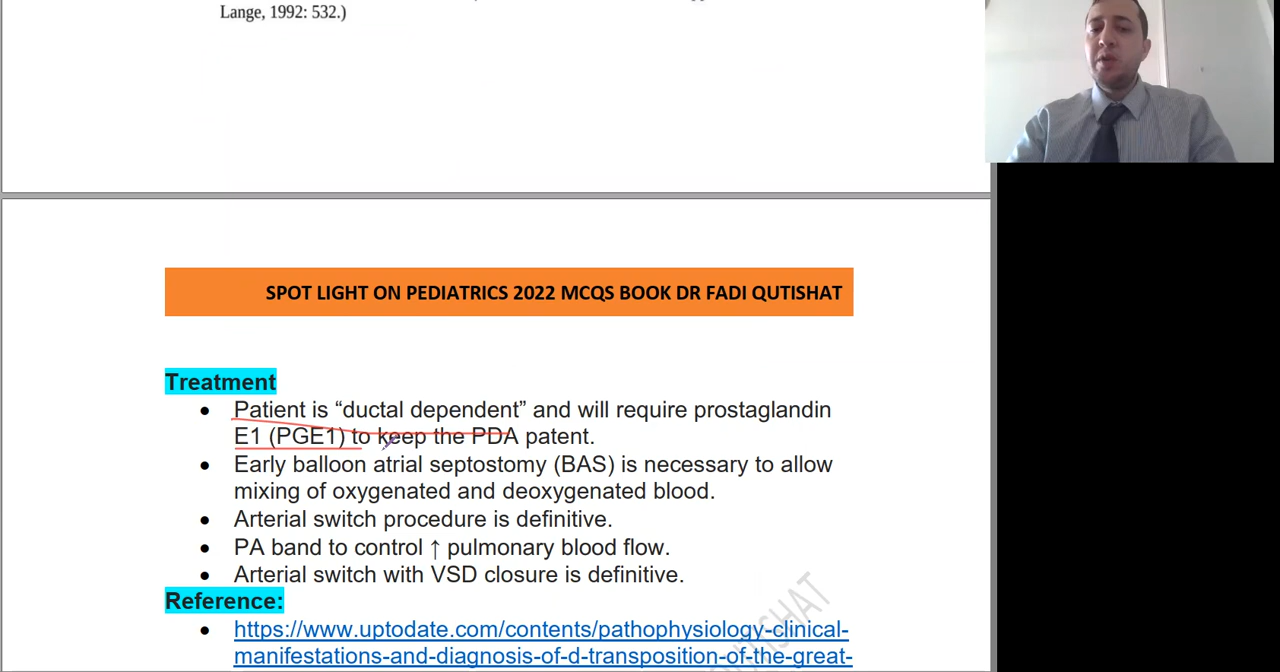 Lange, 1992: 532.)
SPOT LIGHT ON PEDIATRICS 2022 MCQS BOOK DR FADI QUTISHAT
Treatment
• Patient is “ductal dependent” and will require prostaglandin
E1 (PGE1) to keep the PDA patent.
• Early balloon atrial septostomy (BAS) is necessary to allow
mixing of oxygenated and deoxygenated blood.
• Arterial switch procedure is definitive.
• PA band to control ↑ pulmonary blood flow.
• Arterial switch with VSD closure is definitive.
Reference:
• https://www.uptodate.com/contents/pathophysiology-clinical-
manifestations-and-diagnosis-of-d-transposition-of-the-great-